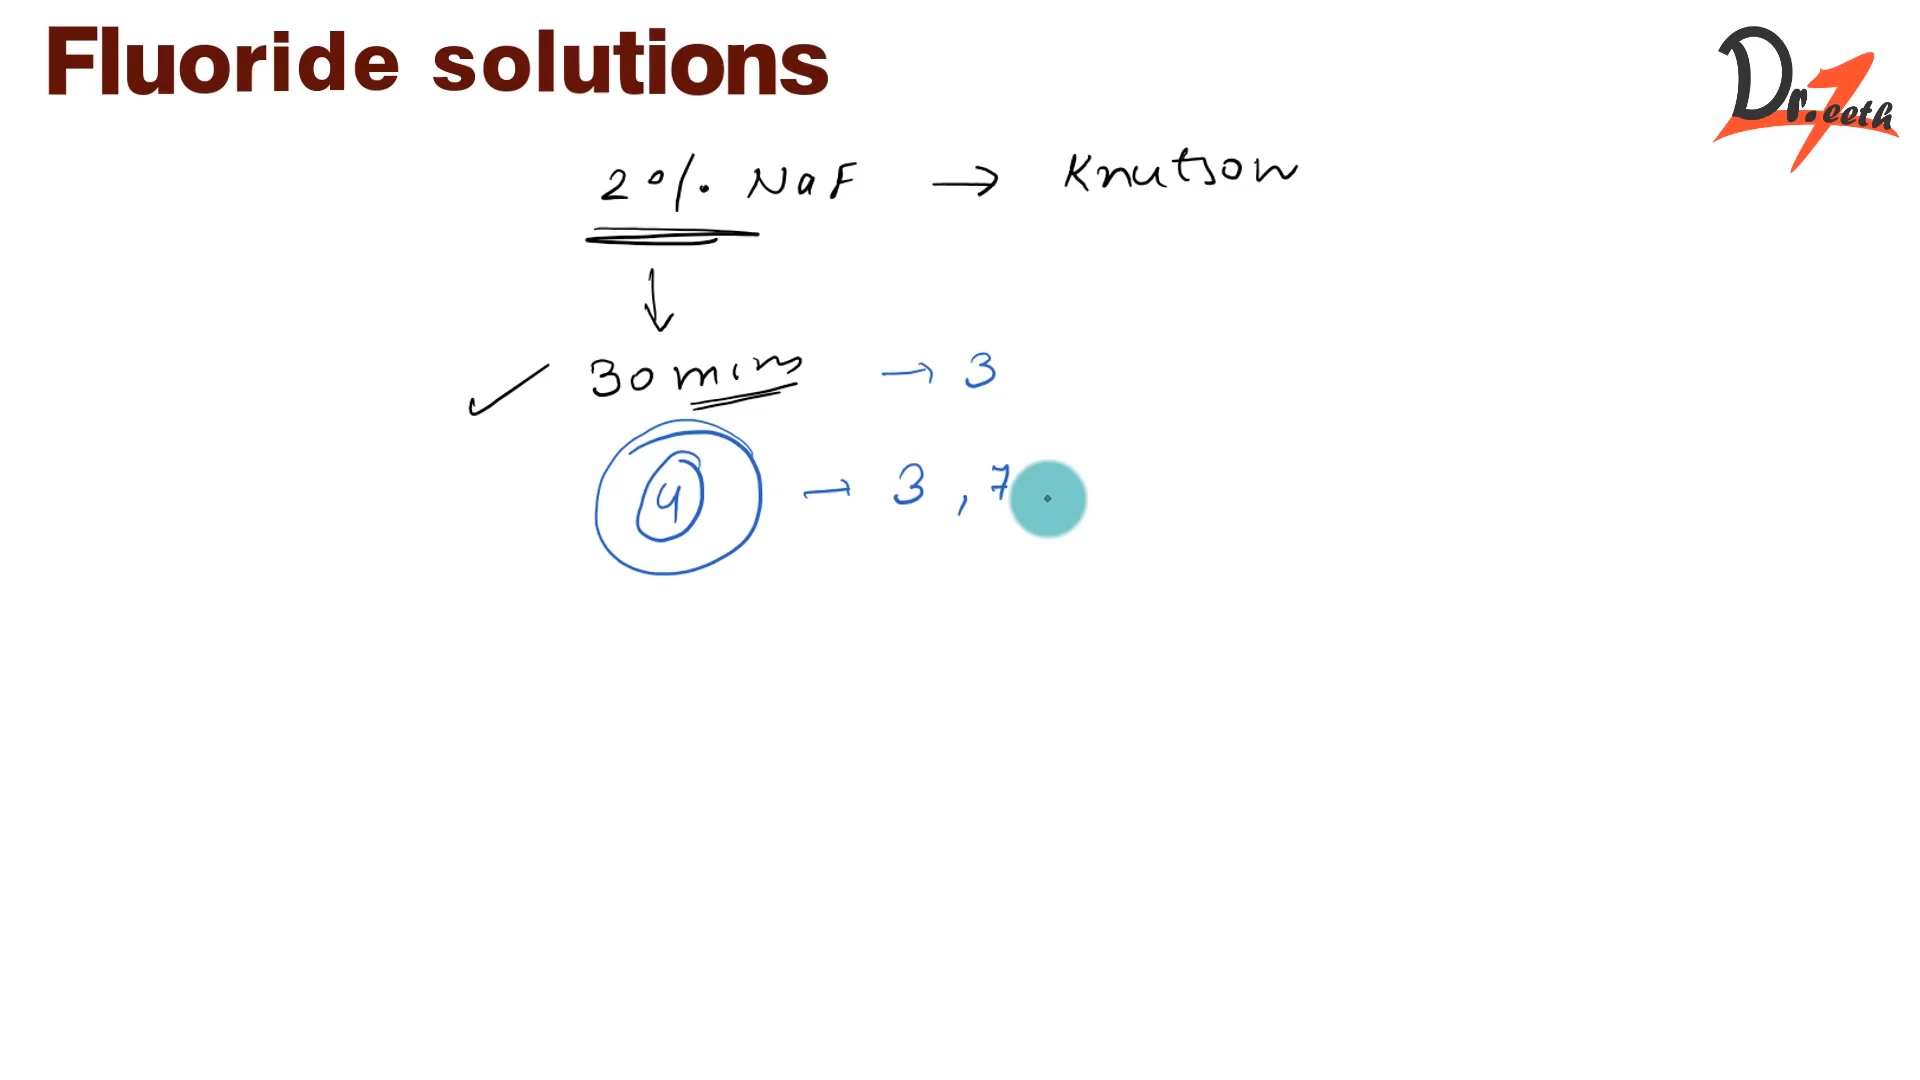 Fluoride solutions
Dr. Teeth
2% NaF → Knutson
↓
✓ 30 mins → 3
4 → 3, 7